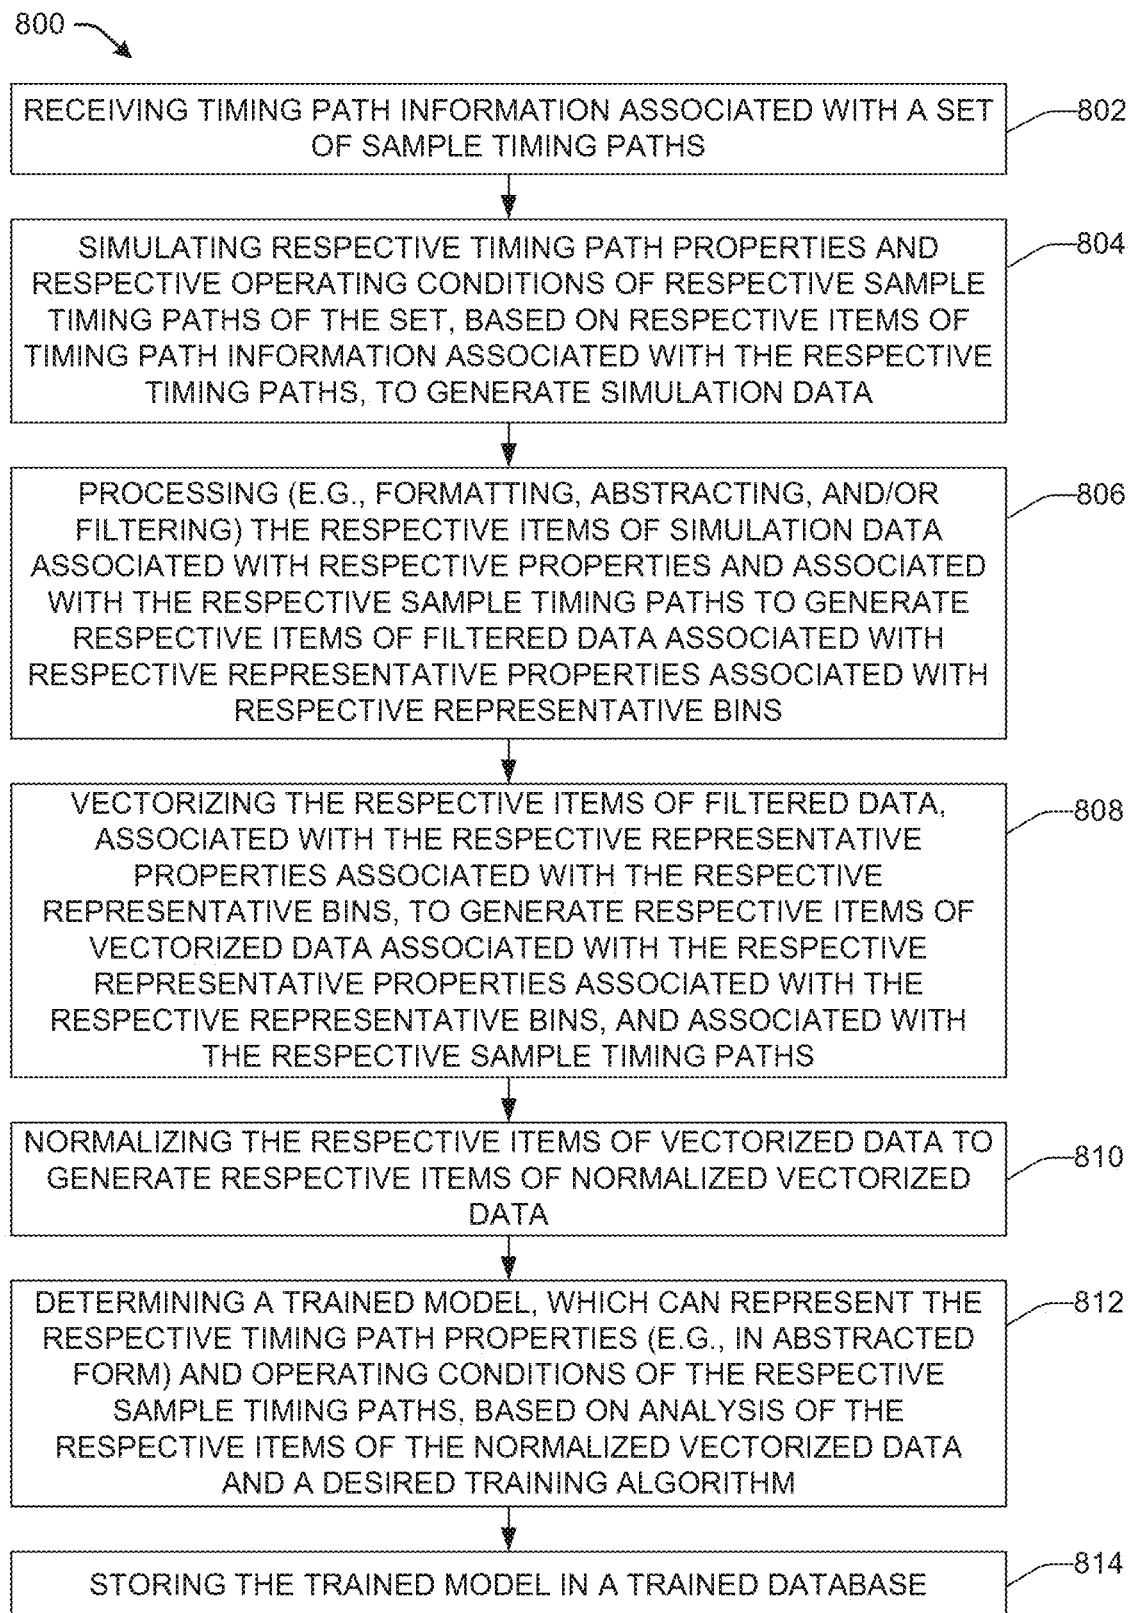 800
RECEIVING TIMING PATH INFORMATION ASSOCIATED WITH A SET
OF SAMPLE TIMING PATHS
802
SIMULATING RESPECTIVE TIMING PATH PROPERTIES AND
RESPECTIVE OPERATING CONDITIONS OF RESPECTIVE SAMPLE
TIMING PATHS OF THE SET, BASED ON RESPECTIVE ITEMS OF
TIMING PATH INFORMATION ASSOCIATED WITH THE RESPECTIVE
TIMING PATHS, TO GENERATE SIMULATION DATA
804
PROCESSING (E.G., FORMATTING, ABSTRACTING, AND/OR
FILTERING) THE RESPECTIVE ITEMS OF SIMULATION DATA
ASSOCIATED WITH RESPECTIVE PROPERTIES AND ASSOCIATED
WITH THE RESPECTIVE SAMPLE TIMING PATHS TO GENERATE
RESPECTIVE ITEMS OF FILTERED DATA ASSOCIATED WITH
RESPECTIVE REPRESENTATIVE PROPERTIES ASSOCIATED WITH
RESPECTIVE REPRESENTATIVE BINS
806
VECTORIZING THE RESPECTIVE ITEMS OF FILTERED DATA,
ASSOCIATED WITH THE RESPECTIVE REPRESENTATIVE
PROPERTIES ASSOCIATED WITH THE RESPECTIVE
REPRESENTATIVE BINS, TO GENERATE RESPECTIVE ITEMS OF
VECTORIZED DATA ASSOCIATED WITH THE RESPECTIVE
REPRESENTATIVE PROPERTIES ASSOCIATED WITH THE
RESPECTIVE REPRESENTATIVE BINS, AND ASSOCIATED WITH
THE RESPECTIVE SAMPLE TIMING PATHS
808
NORMALIZING THE RESPECTIVE ITEMS OF VECTORIZED DATA TO
GENERATE RESPECTIVE ITEMS OF NORMALIZED VECTORIZED
DATA
810
DETERMINING A TRAINED MODEL, WHICH CAN REPRESENT THE
RESPECTIVE TIMING PATH PROPERTIES (E.G., IN ABSTRACTED
FORM) AND OPERATING CONDITIONS OF THE RESPECTIVE
SAMPLE TIMING PATHS, BASED ON ANALYSIS OF THE
RESPECTIVE ITEMS OF THE NORMALIZED VECTORIZED DATA
AND A DESIRED TRAINING ALGORITHM
812
STORING THE TRAINED MODEL IN A TRAINED DATABASE
814